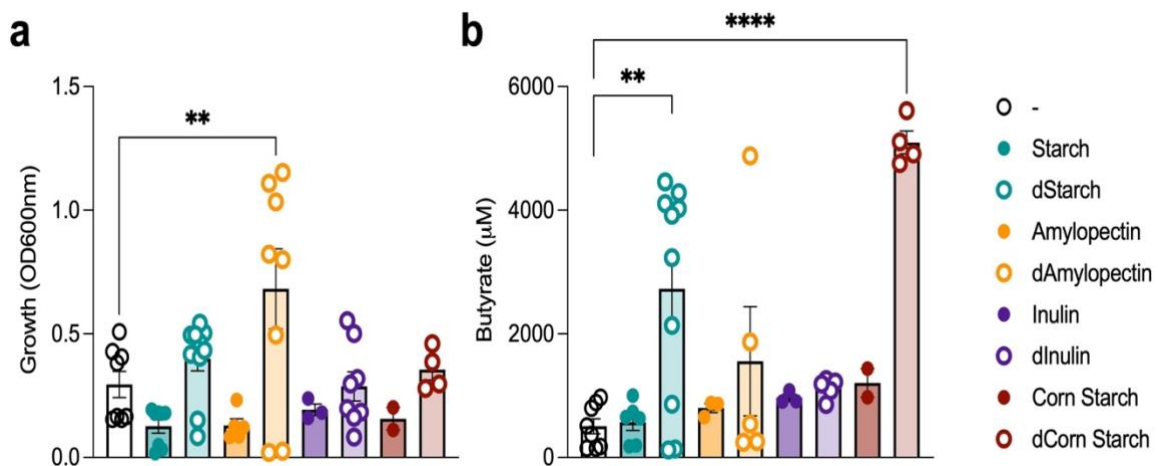 a
**
1.5
1.0
0.5
0.0
Growth (OD600nm)
b
****
**
6000
4000
2000
0
Butyrate (μM)
-
Starch
dStarch
Amylopectin
dAmylopectin
Inulin
dInulin
Corn Starch
dCorn Starch